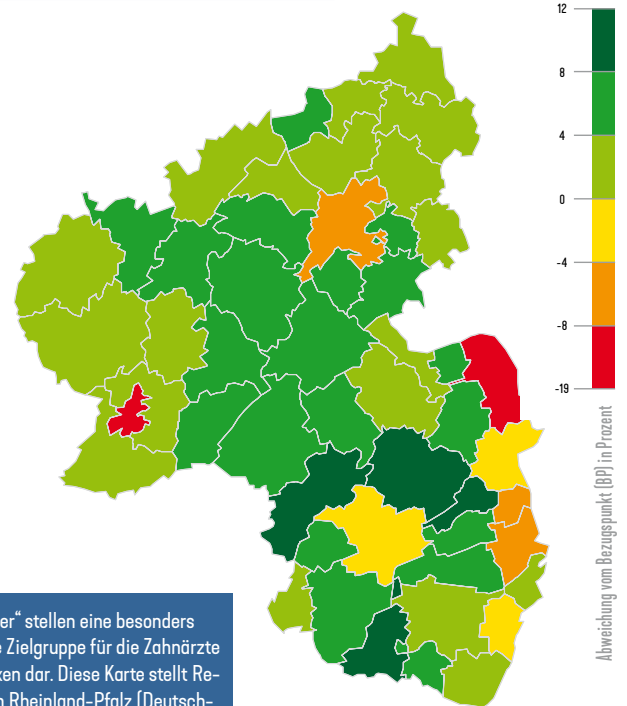 12
8
4
0
-4
-8
-19
Abweichung vom Bezugspunkt (BP) in Prozent
er“ stellen eine besonders
e Zielgruppe für die Zahnärzte
ken dar. Diese Karte stellt Re-
n Rheinland-Pfalz (Deutsch-